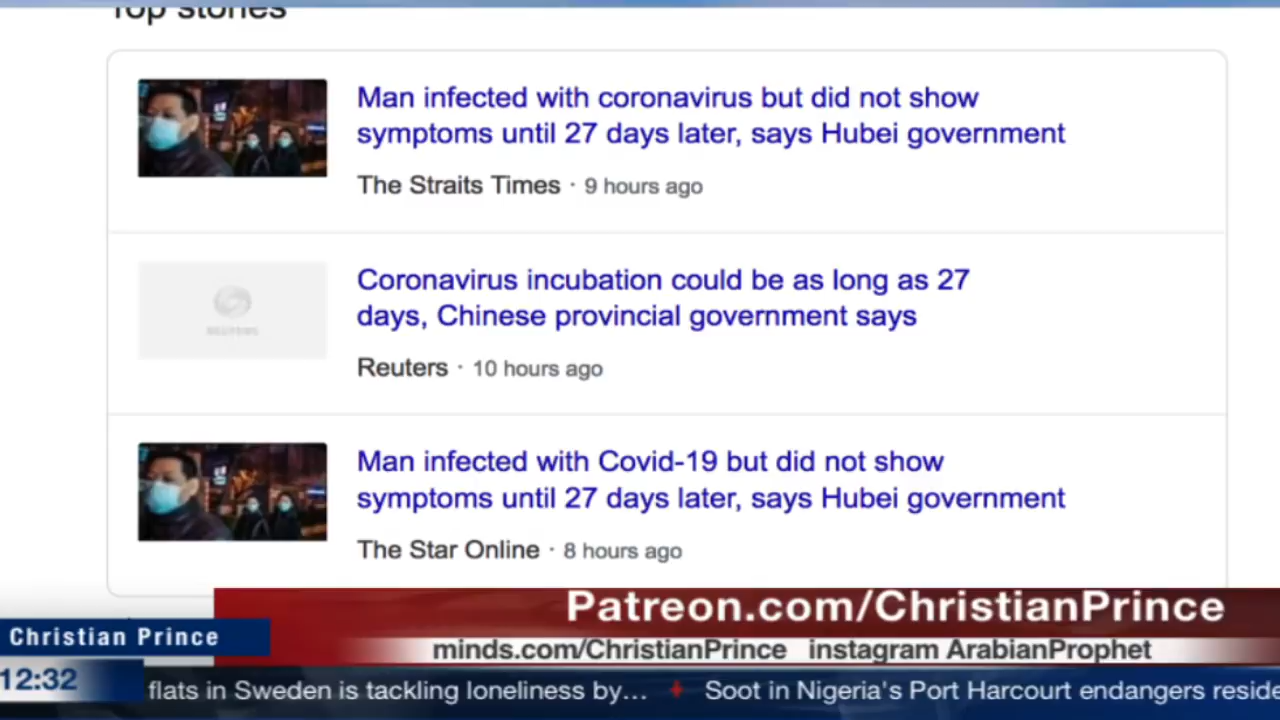 Top stories
Man infected with coronavirus but did not show
symptoms until 27 days later, says Hubei government
The Straits Times · 9 hours ago
Coronavirus incubation could be as long as 27
days, Chinese provincial government says
REUTERS
Reuters · 10 hours ago
Man infected with Covid-19 but did not show
symptoms until 27 days later, says Hubei government
The Star Online · 8 hours ago
Patreon.com/ChristianPrince
Christian Prince
minds.com/ChristianPrince instagram ArabianProphet
12:32
flats in Sweden is tackling loneliness by... Soot in Nigeria's Port Harcourt endangers reside